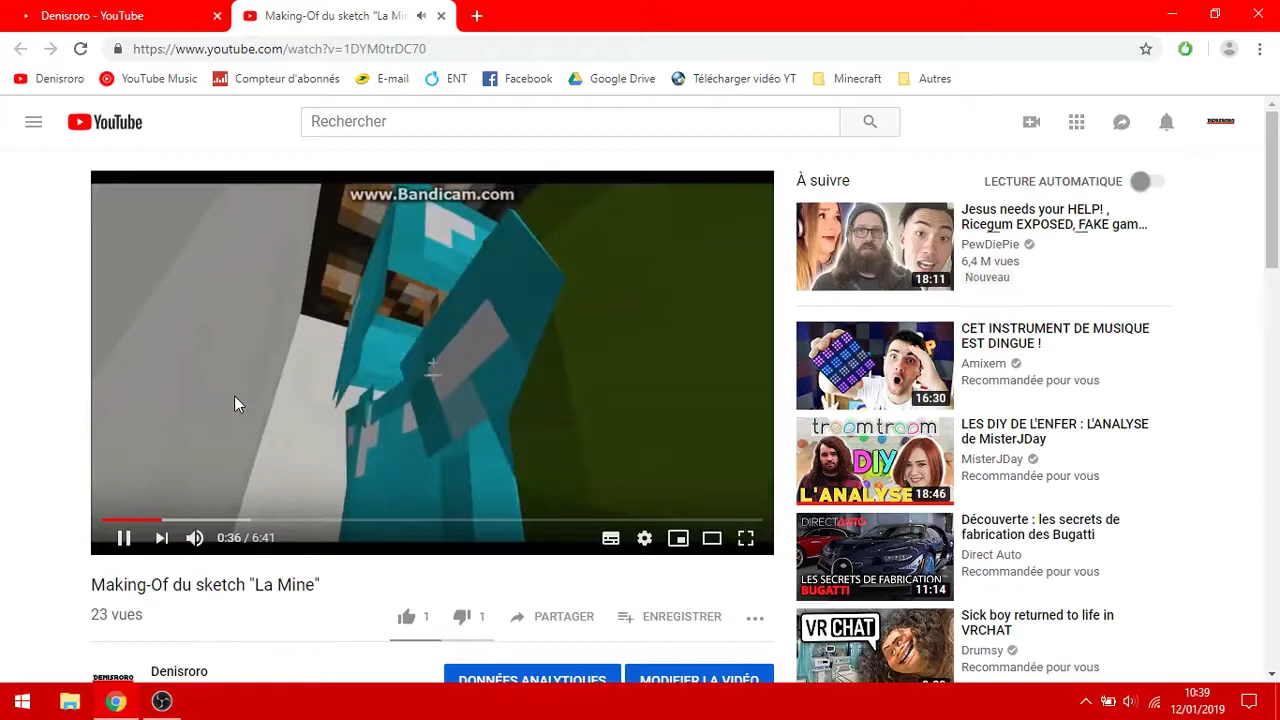 Denisroro - YouTube
Making-Of du sketch "La Mi
https://www.youtube.com/watch?v=1DYM0trDC70
Denisroro
YouTube Music
Compteur d'abonnés
E-mail
ENT
Facebook
Google Drive
Télécharger vidéo YT
Minecraft
Autres
YouTube
Rechercher
DENISRORO
www.Bandicam.com
0:36 / 6:41
Making-Of du sketch "La Mine"
23 vues
1
1
PARTAGER
ENREGISTRER
DENISRORO
Denisroro
DONNÉES ANALYTIQUES
MODIFIER LA VIDÉO
À suivre
LECTURE AUTOMATIQUE
18:11
Jesus needs your HELP! ,
Ricegum EXPOSED, FAKE gam...
PewDiePie
6,4 M vues
Nouveau
16:30
CET INSTRUMENT DE MUSIQUE
EST DINGUE !
Amixem
Recommandée pour vous
troom troom
DIY
L'ANALYSE
18:46
LES DIY DE L'ENFER : L'ANALYSE
de MisterJDay
MisterJDay
Recommandée pour vous
DIRECTAUTO
LES SECRETS DE FABRICATION
BUGATTI
11:14
Découverte : les secrets de
fabrication des Bugatti
Direct Auto
Recommandée pour vous
VR CHAT
Sick boy returned to life in
VRCHAT
Drumsy
Recommandée pour vous
10:39
12/01/2019